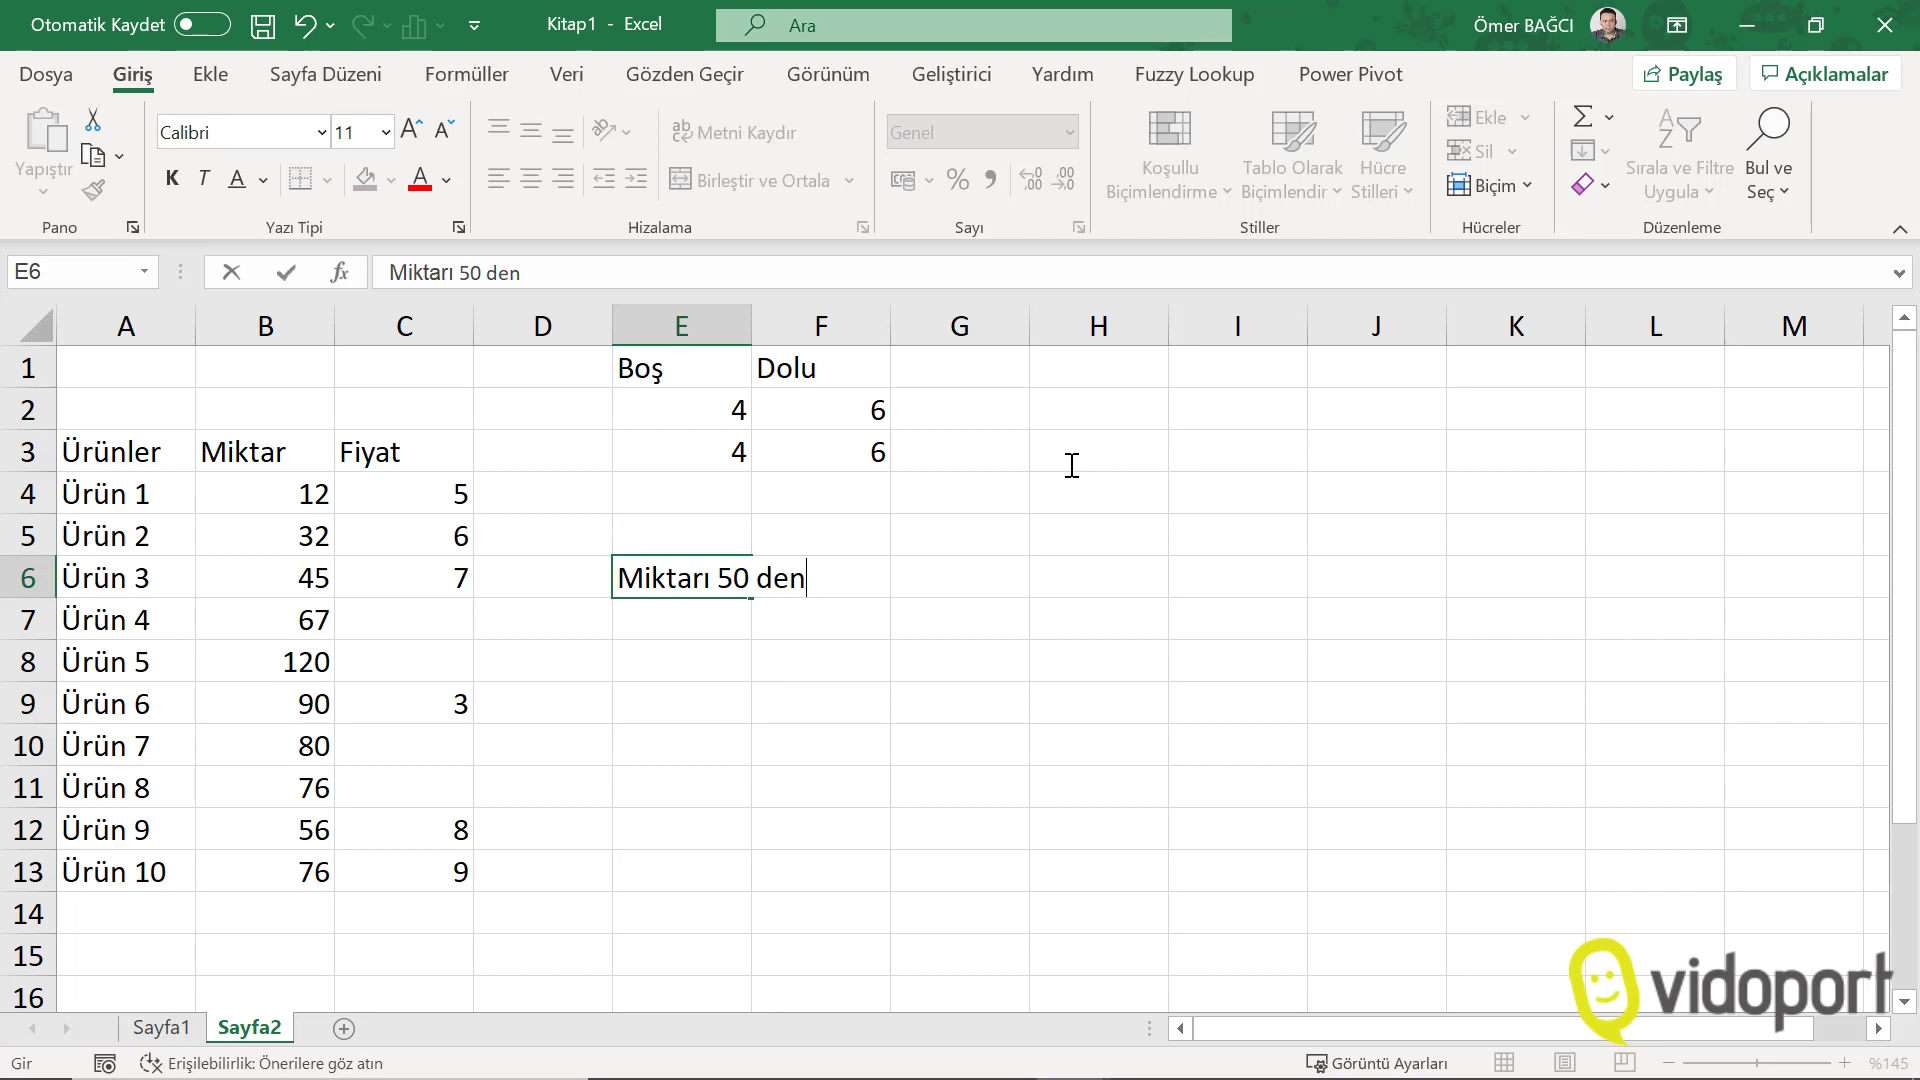 Otomatik Kaydet
Kitap1 - Excel
Ara
Ömer BAĞCI
Dosya Giriş Ekle Sayfa Düzeni Formüller Veri Gözden Geçir Görünüm Geliştirici Yardım Fuzzy Lookup Power Pivot
Paylaş
Açıklamalar
Yapıştır
Pano
Calibri 11
K T A A
Yazı Tipi
ab Metni Kaydır
Birleştir ve Ortala
Hizalama
Genel
% 9
Sayı
Koşullu
Biçimlendirme
Tablo Olarak
Biçimlendir
Hücre
Stilleri
Stiller
Ekle
Sil
Biçim
Hücreler
Sırala ve Filtre
Uygula
Bul ve
Seç
Düzenleme
E6
fx
Miktarı 50 den
A B C D E F G H I J K L M
1 Boş Dolu
2 4 6
3 Ürünler Miktar Fiyat 4 6
4 Ürün 1 12 5
5 Ürün 2 32 6
6 Ürün 3 45 7 Miktarı 50 den
7 Ürün 4 67
8 Ürün 5 120
9 Ürün 6 90 3
10 Ürün 7 80
11 Ürün 8 76
12 Ürün 9 56 8
13 Ürün 10 76 9
14
15
16
vidoport
Sayfa1 Sayfa2
Gir
Erişilebilirlik: Önerilere göz atın
Görüntü Ayarları
%145